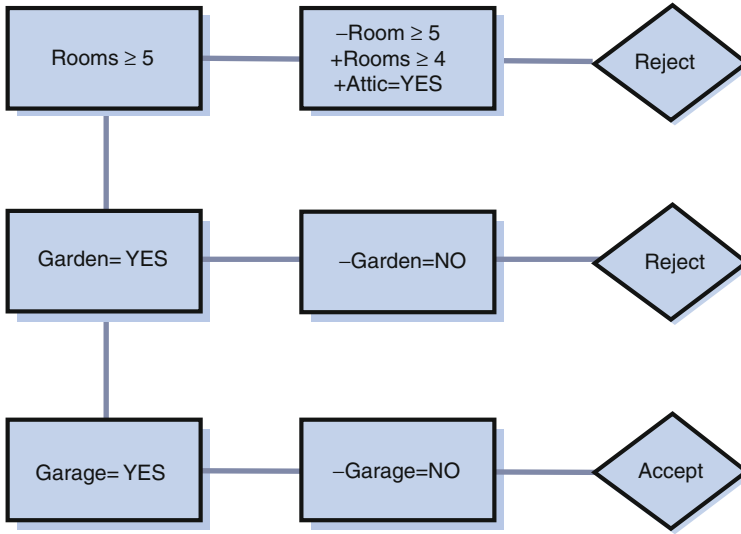 Rooms ≥ 5
–Room ≥ 5
+Rooms ≥ 4
+Attic=YES
Reject
Garden= YES
–Garden=NO
Reject
Garage= YES
–Garage=NO
Accept